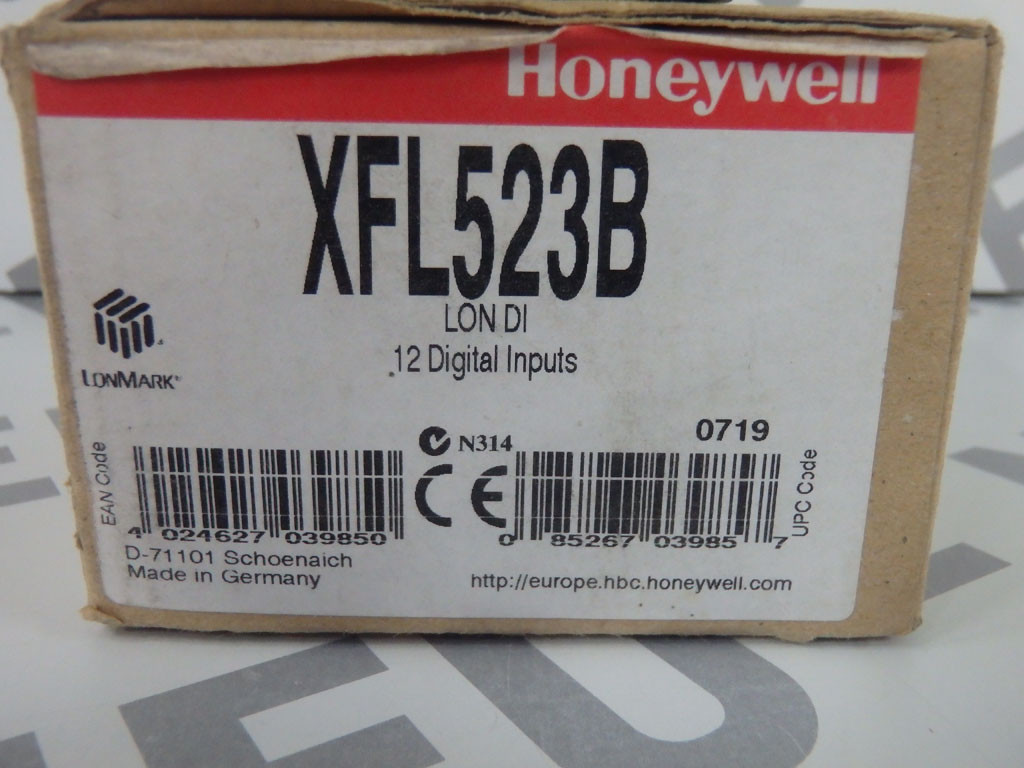 Honeywell
XFL523B
LON DI
12 Digital Inputs
LONMARK®
N314
0719
EAN Code
4 024627 039850
CE
0 85267 03985 7
UPC Code
D-71101 Schoenaich
Made in Germany
http://europe.hbc.honeywell.com